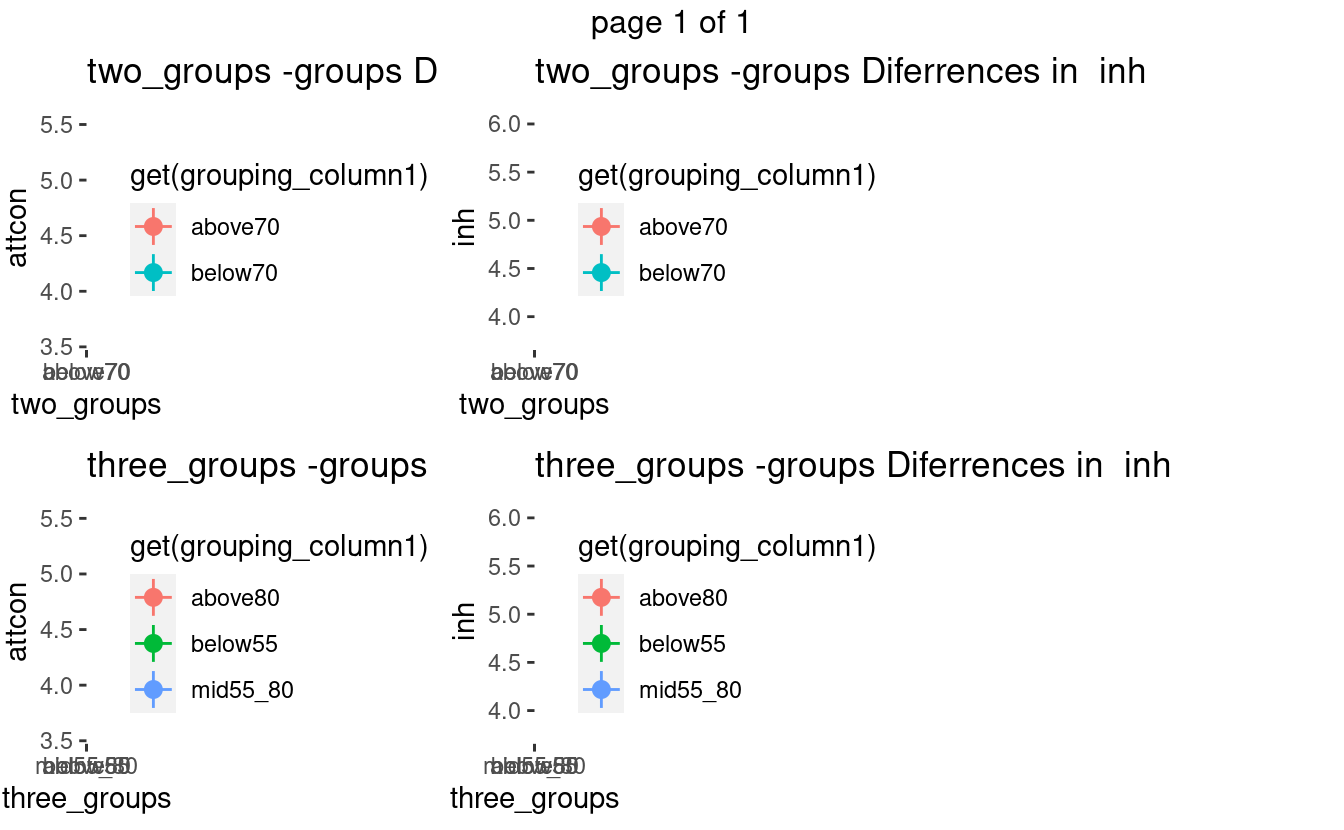 page 1 of 1
two_groups -groups D
5.5
5.0
4.5
4.0
3.5
attcon
get(grouping_column1)
above70
below70
two_groups
two_groups -groups Diferrences in  inh
6.0
5.5
5.0
4.5
4.0
inh
get(grouping_column1)
above70
below70
two_groups
three_groups -groups
5.5
5.0
4.5
4.0
3.5
attcon
get(grouping_column1)
above80
below55
mid55_80
three_groups
three_groups -groups Diferrences in  inh
6.0
5.5
5.0
4.5
4.0
inh
get(grouping_column1)
above80
below55
mid55_80
three_groups